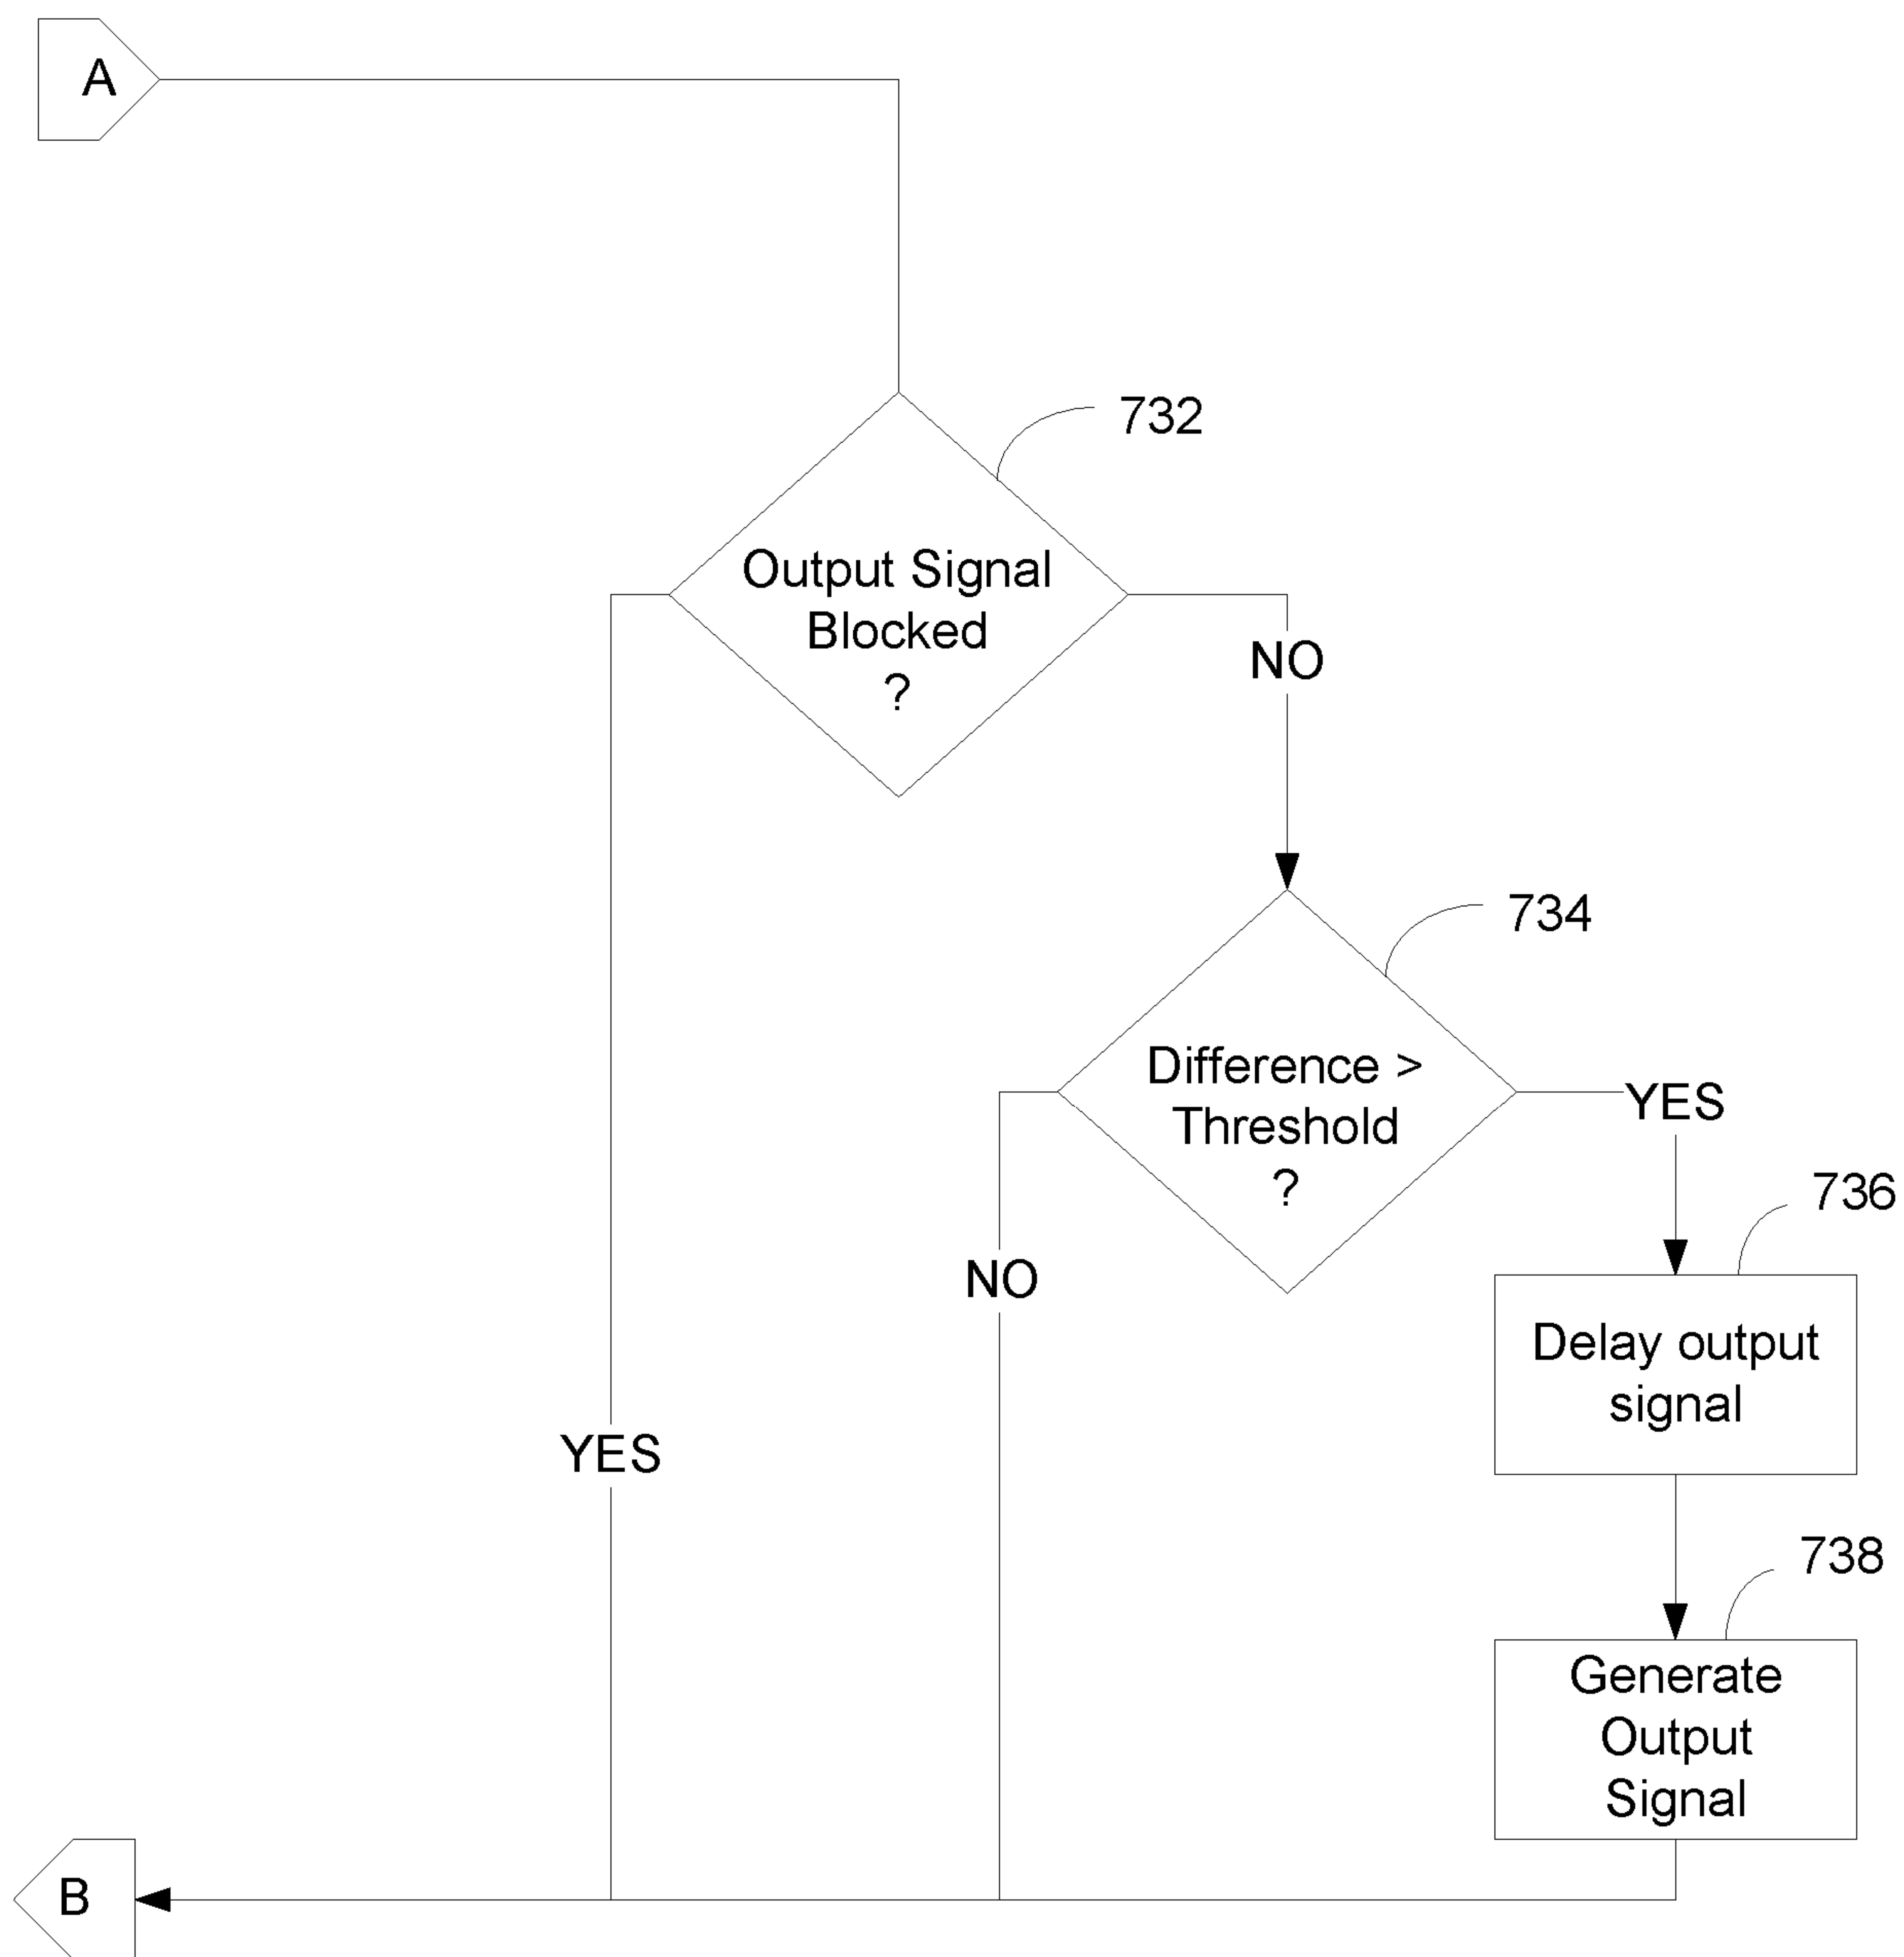 A
732
Output Signal
Blocked
?
NO
734
Difference >
Threshold
?
YES
736
NO
Delay output
signal
YES
738
Generate
Output
Signal
B